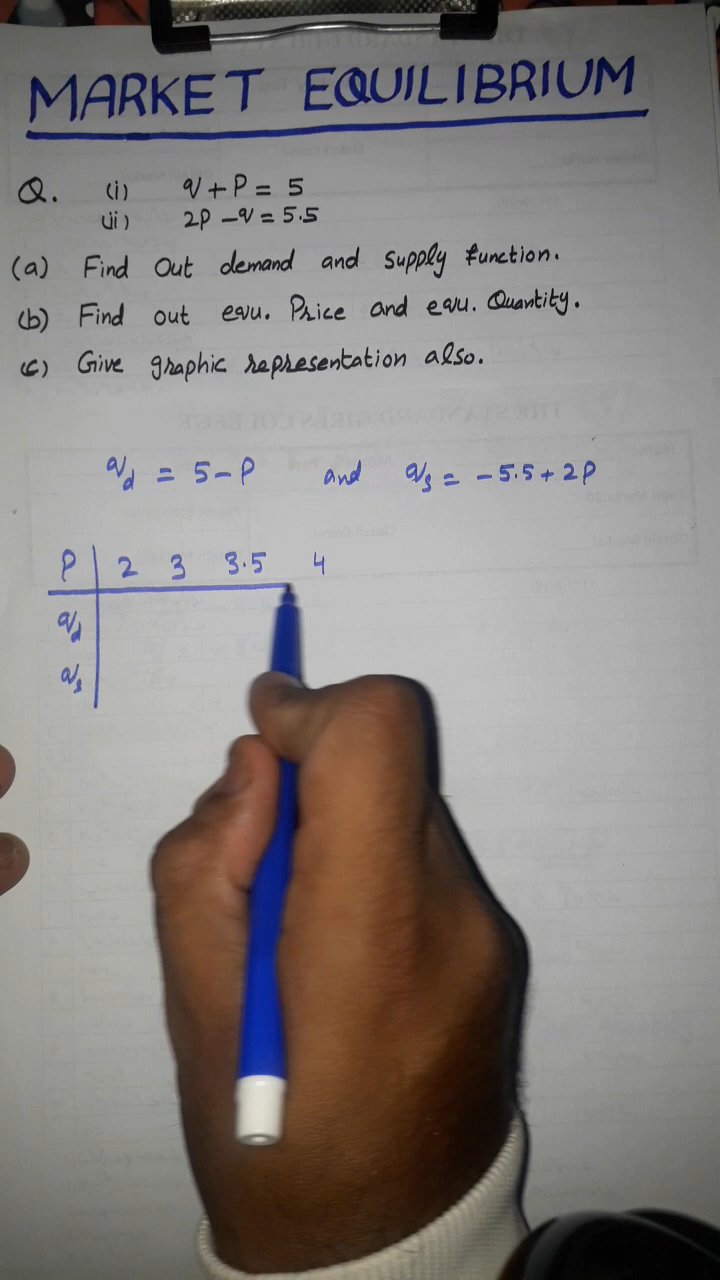 MARKET EQUILIBRIUM
Q. (i) q + P = 5
(ii) 2P - q = 5.5
(a) Find Out demand and supply function.
(b) Find out equ. Price and equ. Quantity.
(c) Give graphic representation also.
qd = 5 - P and qs = - 5.5 + 2P
P 2 3 3.5 4
qd
qs